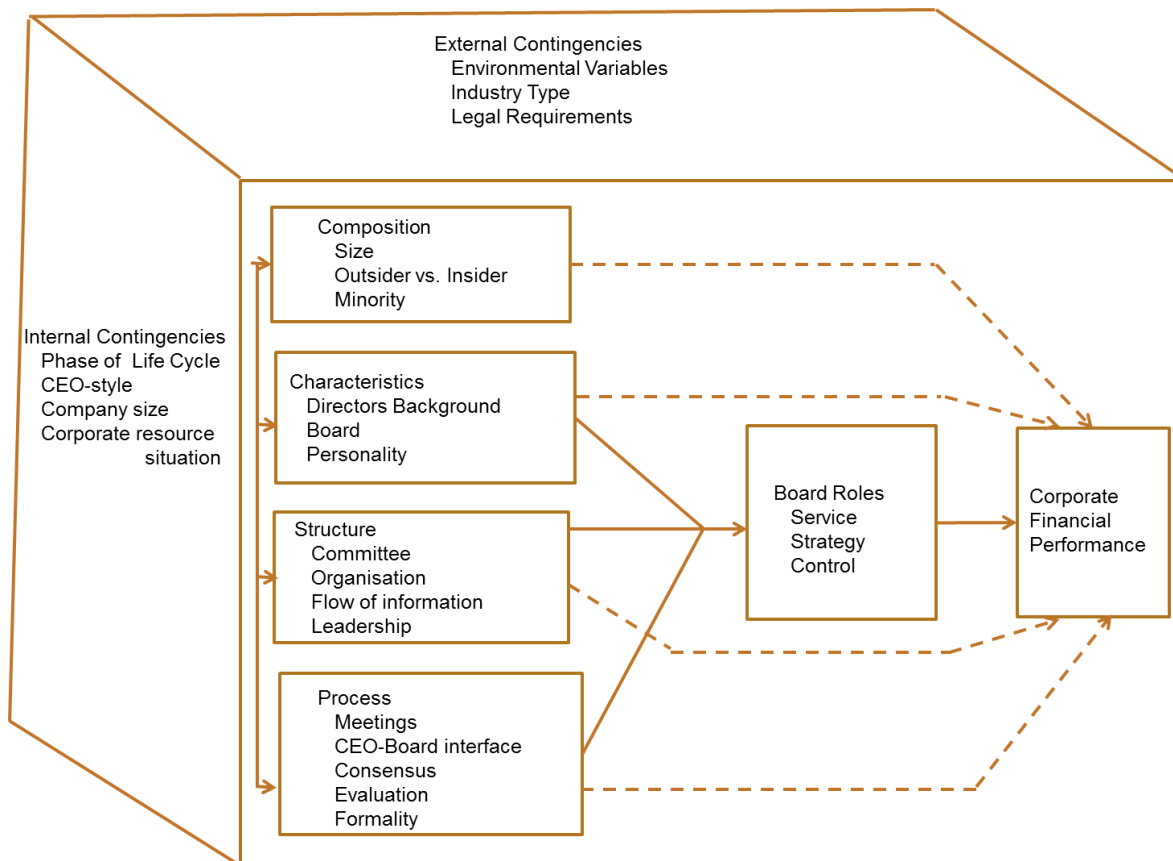 External Contingencies
Environmental Variables
Industry Type
Legal Requirements
Internal Contingencies
Phase of Life Cycle
CEO-style
Company size
Corporate resource
situation
Composition
Size
Outsider vs. Insider
Minority
Characteristics
Directors Background
Board
Personality
Structure
Committee
Organisation
Flow of information
Leadership
Process
Meetings
CEO-Board interface
Consensus
Evaluation
Formality
Board Roles
Service
Strategy
Control
Corporate
Financial
Performance